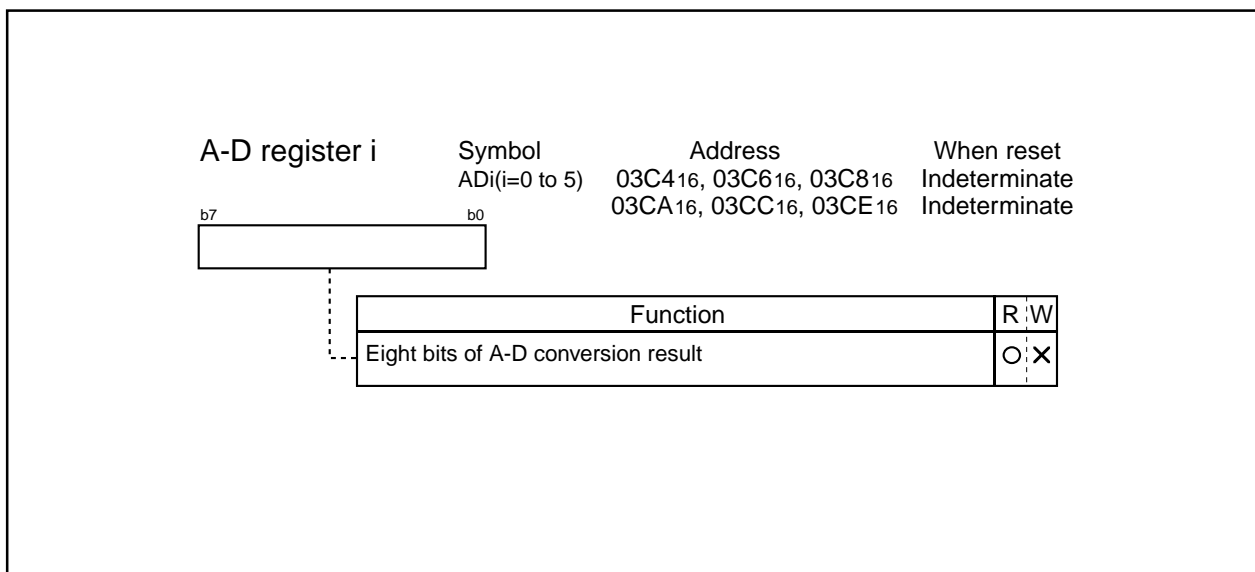 A-D register i Symbol Address When reset
ADi(i=0 to 5) 03C416, 03C616, 03C816 Indeterminate
03CA16, 03CC16, 03CE16 Indeterminate
b7 b0
Function R W
Eight bits of A-D conversion result O X